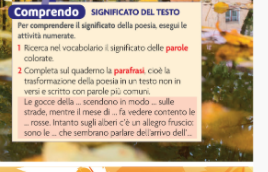 Comprendo SIGNIFICATO DEL TESTO
Per comprendere il significato della poesia, esegui le
attività numerate.
1 Ricerca nel vocabolario il significato delle parole
colorate.
2 Completa sul quaderno la parafrasi, cioè la
trasformazione della poesia in un testo non in
versi e scritto con parole più comuni.
Le gocce della ... scendono in modo ... sulle
strade, mentre il mese di ... fa vedere contento le
... rosse. Intanto sugli alberi c'è un allegro fruscio:
sono le ... che sembrano parlare dell'arrivo dell'...